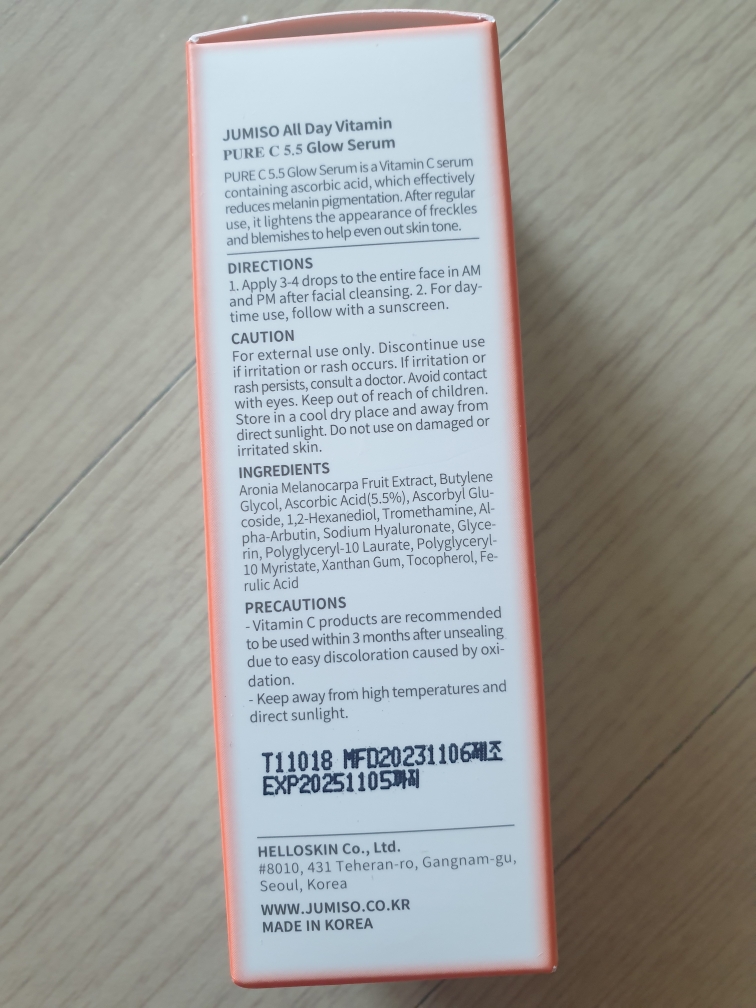 JUMISO All Day Vitamin
PURE C 5.5 Glow Serum
PURE C 5.5 Glow Serum is a Vitamin C serum
containing ascorbic acid, which effectively
reduces melanin pigmentation. After regular
use, it lightens the appearance of freckles
and blemishes to help even out skin tone.
DIRECTIONS
1. Apply 3-4 drops to the entire face in AM
and PM after facial cleansing. 2. For day-
time use, follow with a sunscreen.
CAUTION
For external use only. Discontinue use
if irritation or rash occurs. If irritation or
rash persists, consult a doctor. Avoid contact
with eyes. Keep out of reach of children.
Store in a cool dry place and away from
direct sunlight. Do not use on damaged or
irritated skin.
INGREDIENTS
Aronia Melanocarpa Fruit Extract, Butylene
Glycol, Ascorbic Acid(5.5%), Ascorbyl Glu-
coside, 1,2-Hexanediol, Tromethamine, Al-
pha-Arbutin, Sodium Hyaluronate, Glyce-
rin, Polyglyceryl-10 Laurate, Polyglyceryl-
10 Myristate, Xanthan Gum, Tocopherol, Fe-
rulic Acid
PRECAUTIONS
- Vitamin C products are recommended
to be used within 3 months after unsealing
due to easy discoloration caused by oxi-
dation.
- Keep away from high temperatures and
direct sunlight.
T11018 MFD20231106제조
EXP20251105까지
HELLOSKIN Co., Ltd.
#8010, 431 Teheran-ro, Gangnam-gu,
Seoul, Korea
WWW.JUMISO.CO.KR
MADE IN KOREA